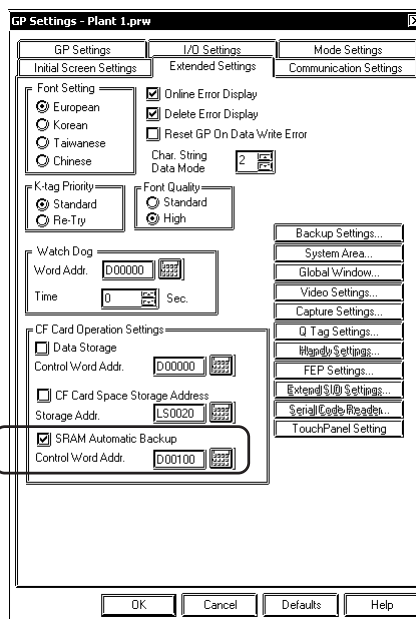 GP Settings - Plant 1.prw
GP Settings
I/O Settings
Mode Settings
Initial Screen Settings
Extended Settings
Communication Settings
Font Setting
European
Korean
Taiwanese
Chinese
Online Error Display
Delete Error Display
Reset GP On Data Write Error
Char. String
Data Mode
2
K-tag Priority
Standard
Re-Try
Font Quality
Standard
High
Watch Dog
Word Addr.
D00000
Time
0
Sec.
CF Card Operation Settings
Data Storage
Control Word Addr.
D00000
CF Card Space Storage Address
Storage Addr.
LS0020
SRAM Automatic Backup
Control Word Addr.
D00100
Backup Settings...
System Area...
Global Window...
Video Settings...
Capture Settings...
Q Tag Settings...
Handy Settings...
FEP Settings...
Extend SIO Settings...
Serial Code Reader...
TouchPanel Setting
OK
Cancel
Defaults
Help